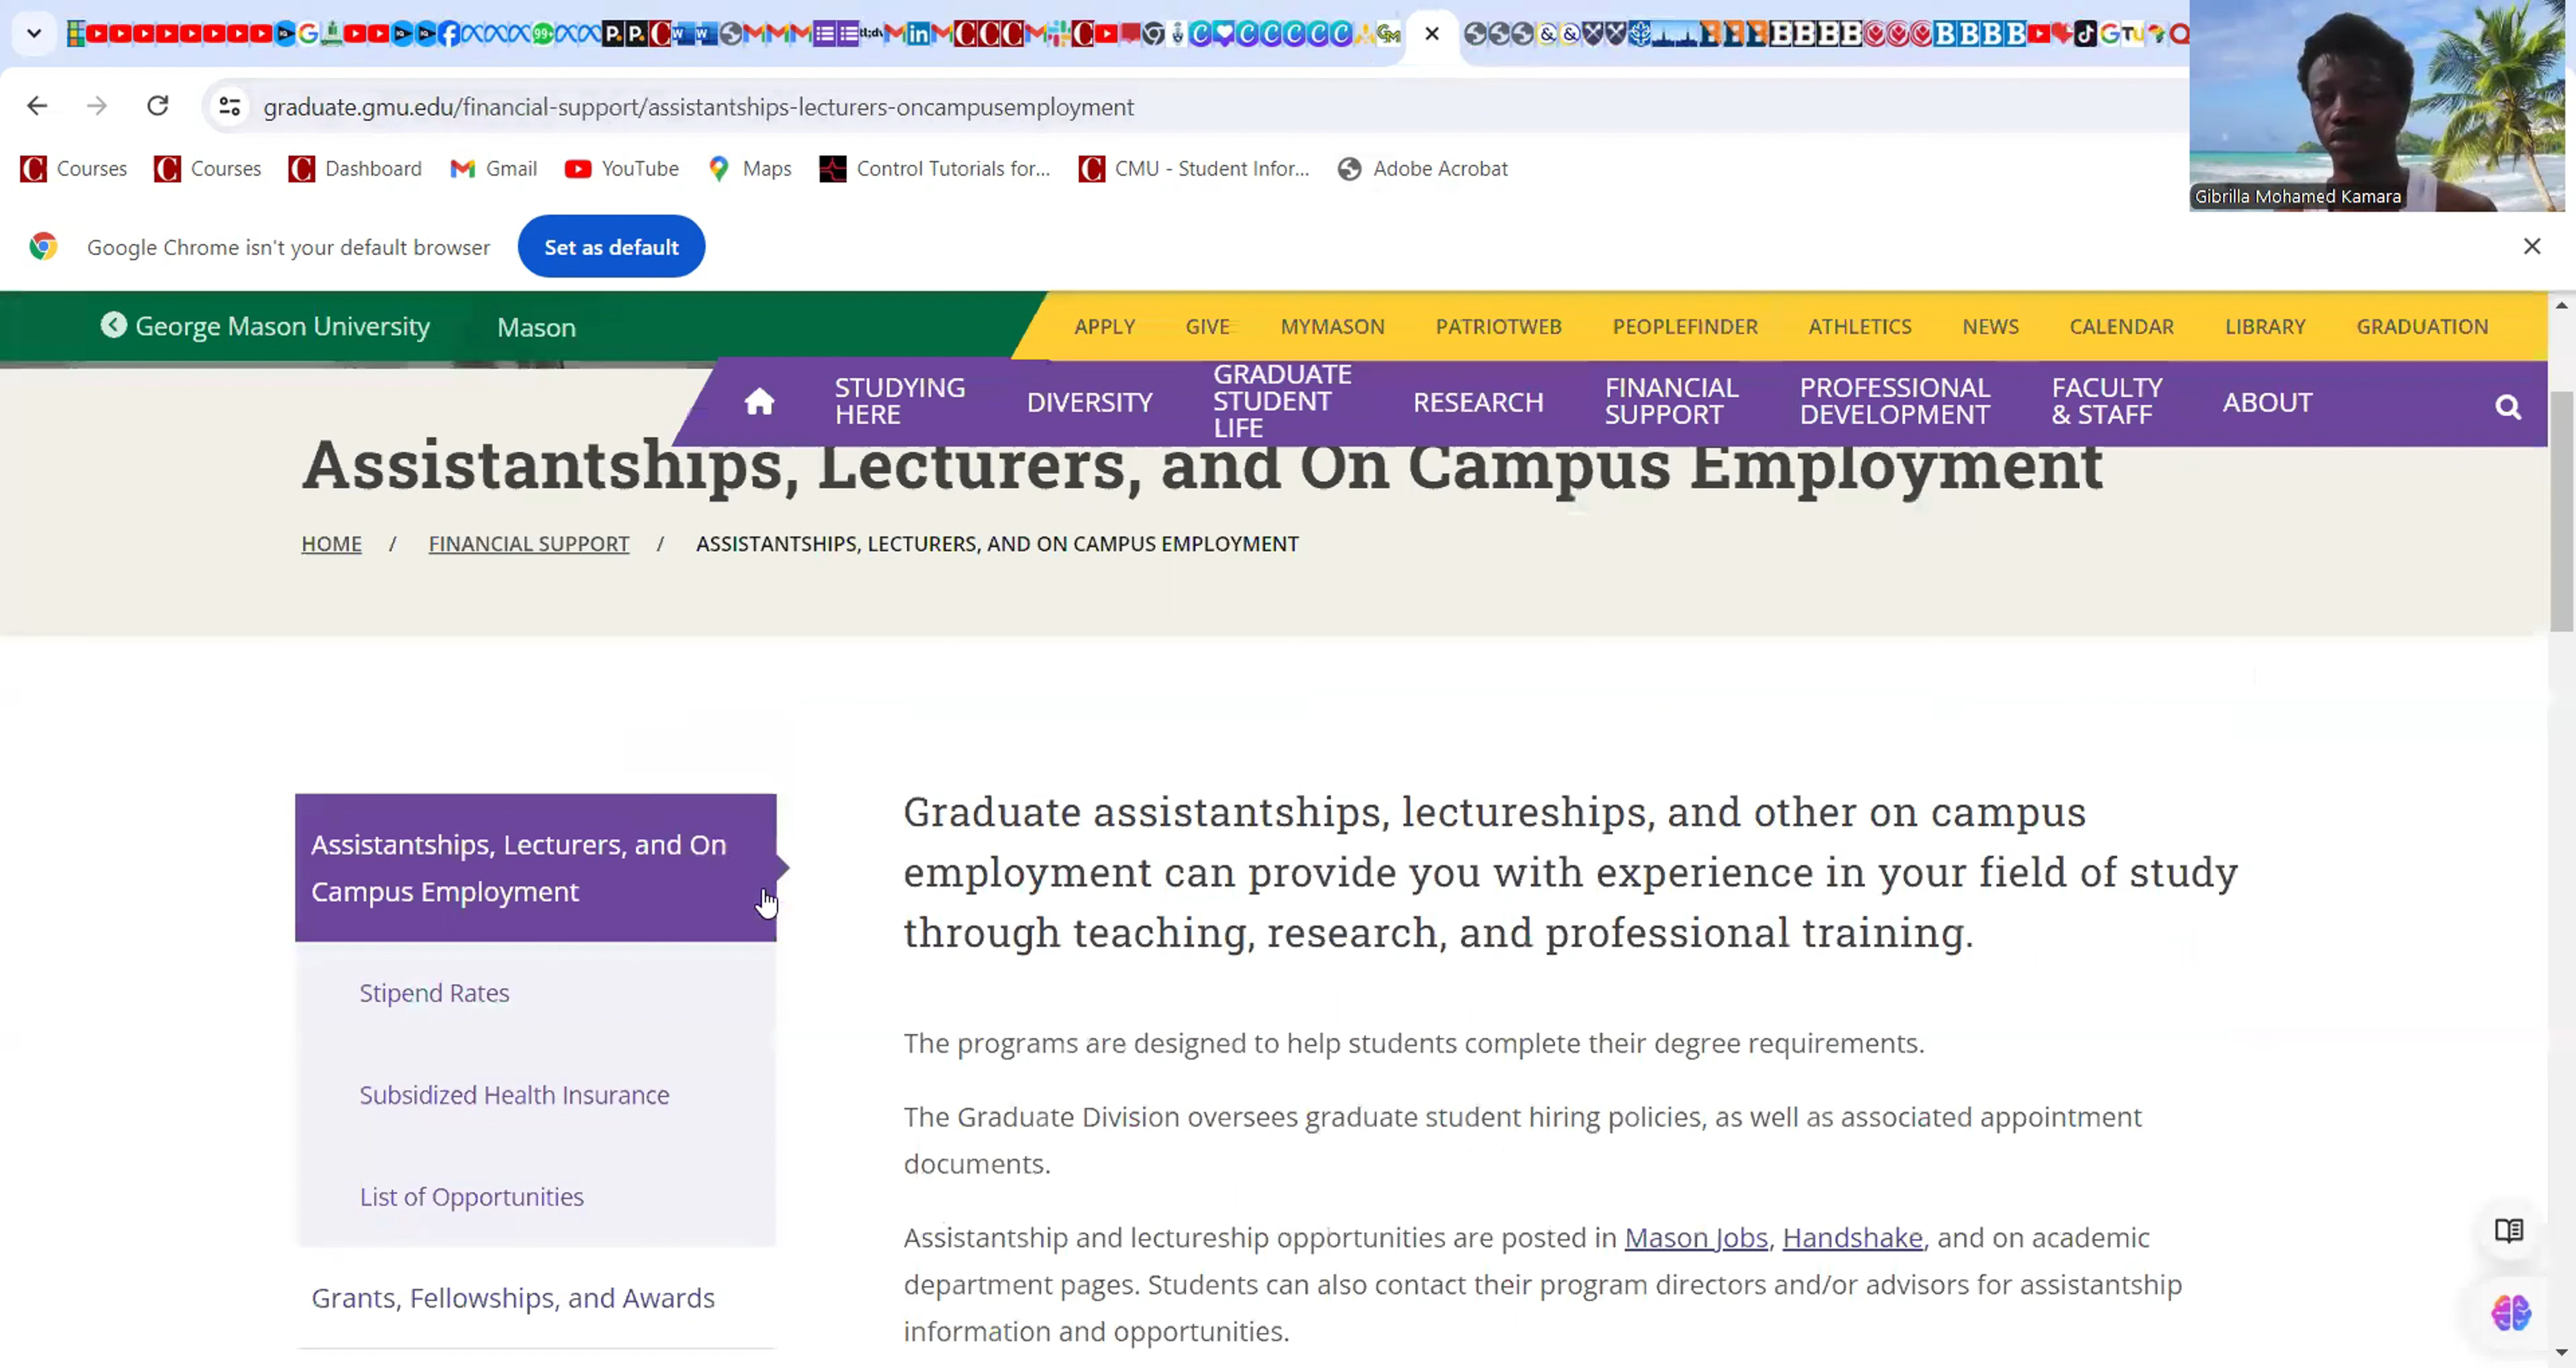 graduate.gmu.edu/financial-support/assistantships-lecturers-oncampusemployment
Courses Courses Dashboard Gmail YouTube Maps Control Tutorials for... CMU - Student Infor... Adobe Acrobat
Gibrilla Mohamed Kamara
Google Chrome isn't your default browser Set as default
George Mason University Mason APPLY GIVE MYMASON PATRIOTWEB PEOPLEFINDER ATHLETICS NEWS CALENDAR LIBRARY GRADUATION
STUDYING HERE DIVERSITY GRADUATE STUDENT LIFE RESEARCH FINANCIAL SUPPORT PROFESSIONAL DEVELOPMENT FACULTY & STAFF ABOUT
Assistantships, Lecturers, and On Campus Employment
HOME / FINANCIAL SUPPORT / ASSISTANTSHIPS, LECTURERS, AND ON CAMPUS EMPLOYMENT
Assistantships, Lecturers, and On
Campus Employment
Stipend Rates
Subsidized Health Insurance
List of Opportunities
Grants, Fellowships, and Awards
Graduate assistantships, lectureships, and other on campus
employment can provide you with experience in your field of study
through teaching, research, and professional training.
The programs are designed to help students complete their degree requirements.
The Graduate Division oversees graduate student hiring policies, as well as associated appointment
documents.
Assistantship and lectureship opportunities are posted in Mason Jobs, Handshake, and on academic
department pages. Students can also contact their program directors and/or advisors for assistantship
information and opportunities.